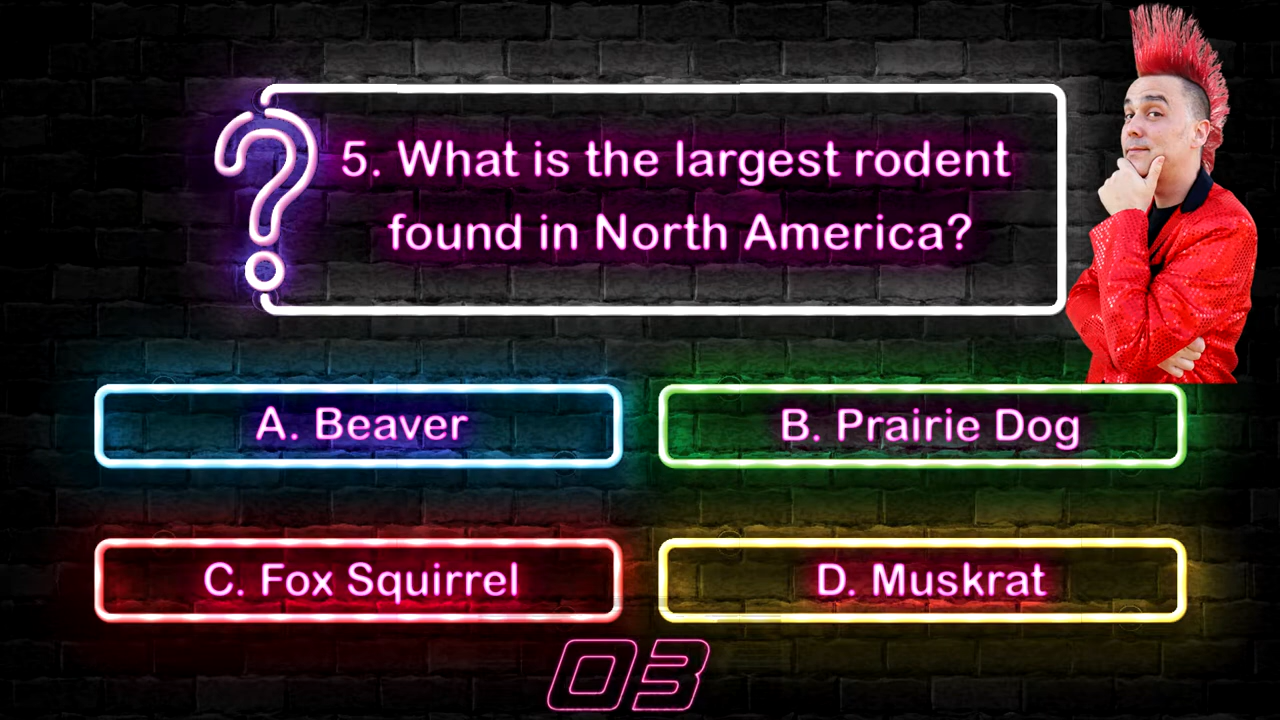 5. What is the largest rodent
found in North America?
A. Beaver
B. Prairie Dog
C. Fox Squirrel
D. Muskrat
03